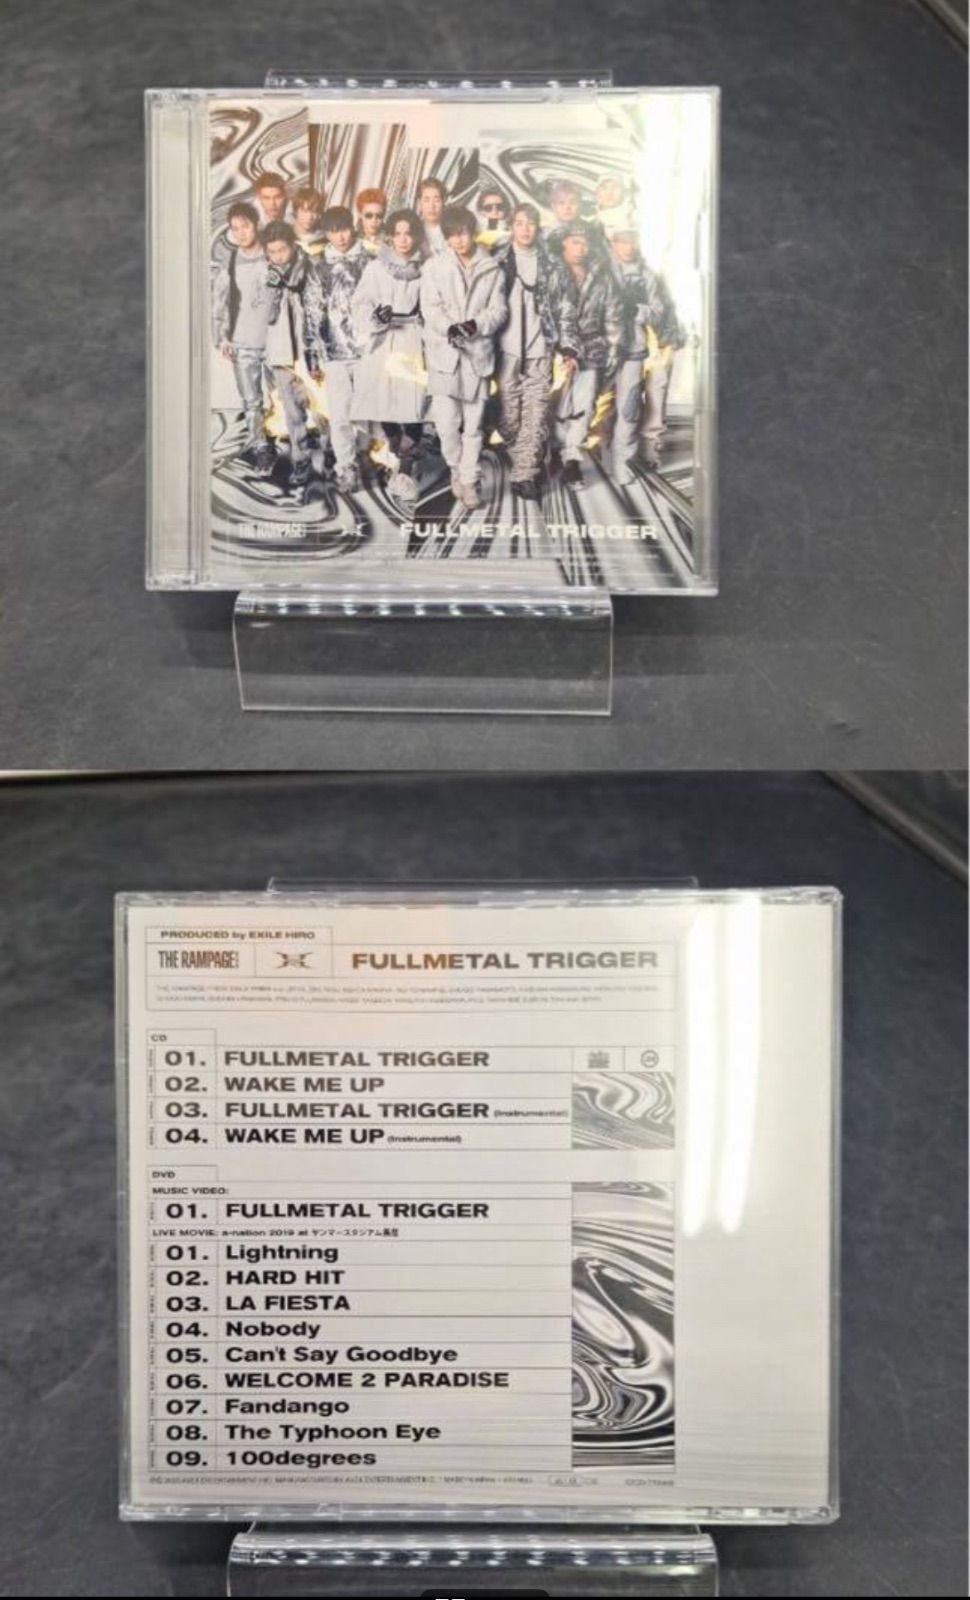 THE RAMPAGE
FULLMETAL TRIGGER
PRODUCED by EXILE HIRO
THE RAMPAGE
FULLMETAL TRIGGER
CD
01. FULLMETAL TRIGGER
02. WAKE ME UP
03. FULLMETAL TRIGGER (Instrumental)
04. WAKE ME UP (Instrumental)
DVD
MUSIC VIDEO:
01. FULLMETAL TRIGGER
LIVE MOVIE: a-nation 2019 at ヤンマースタジアム長居
01. Lightning
02. HARD HIT
03. LA FIESTA
04. Nobody
05. Can't Say Goodbye
06. WELCOME 2 PARADISE
07. Fandango
08. The Typhoon Eye
09. 100degrees